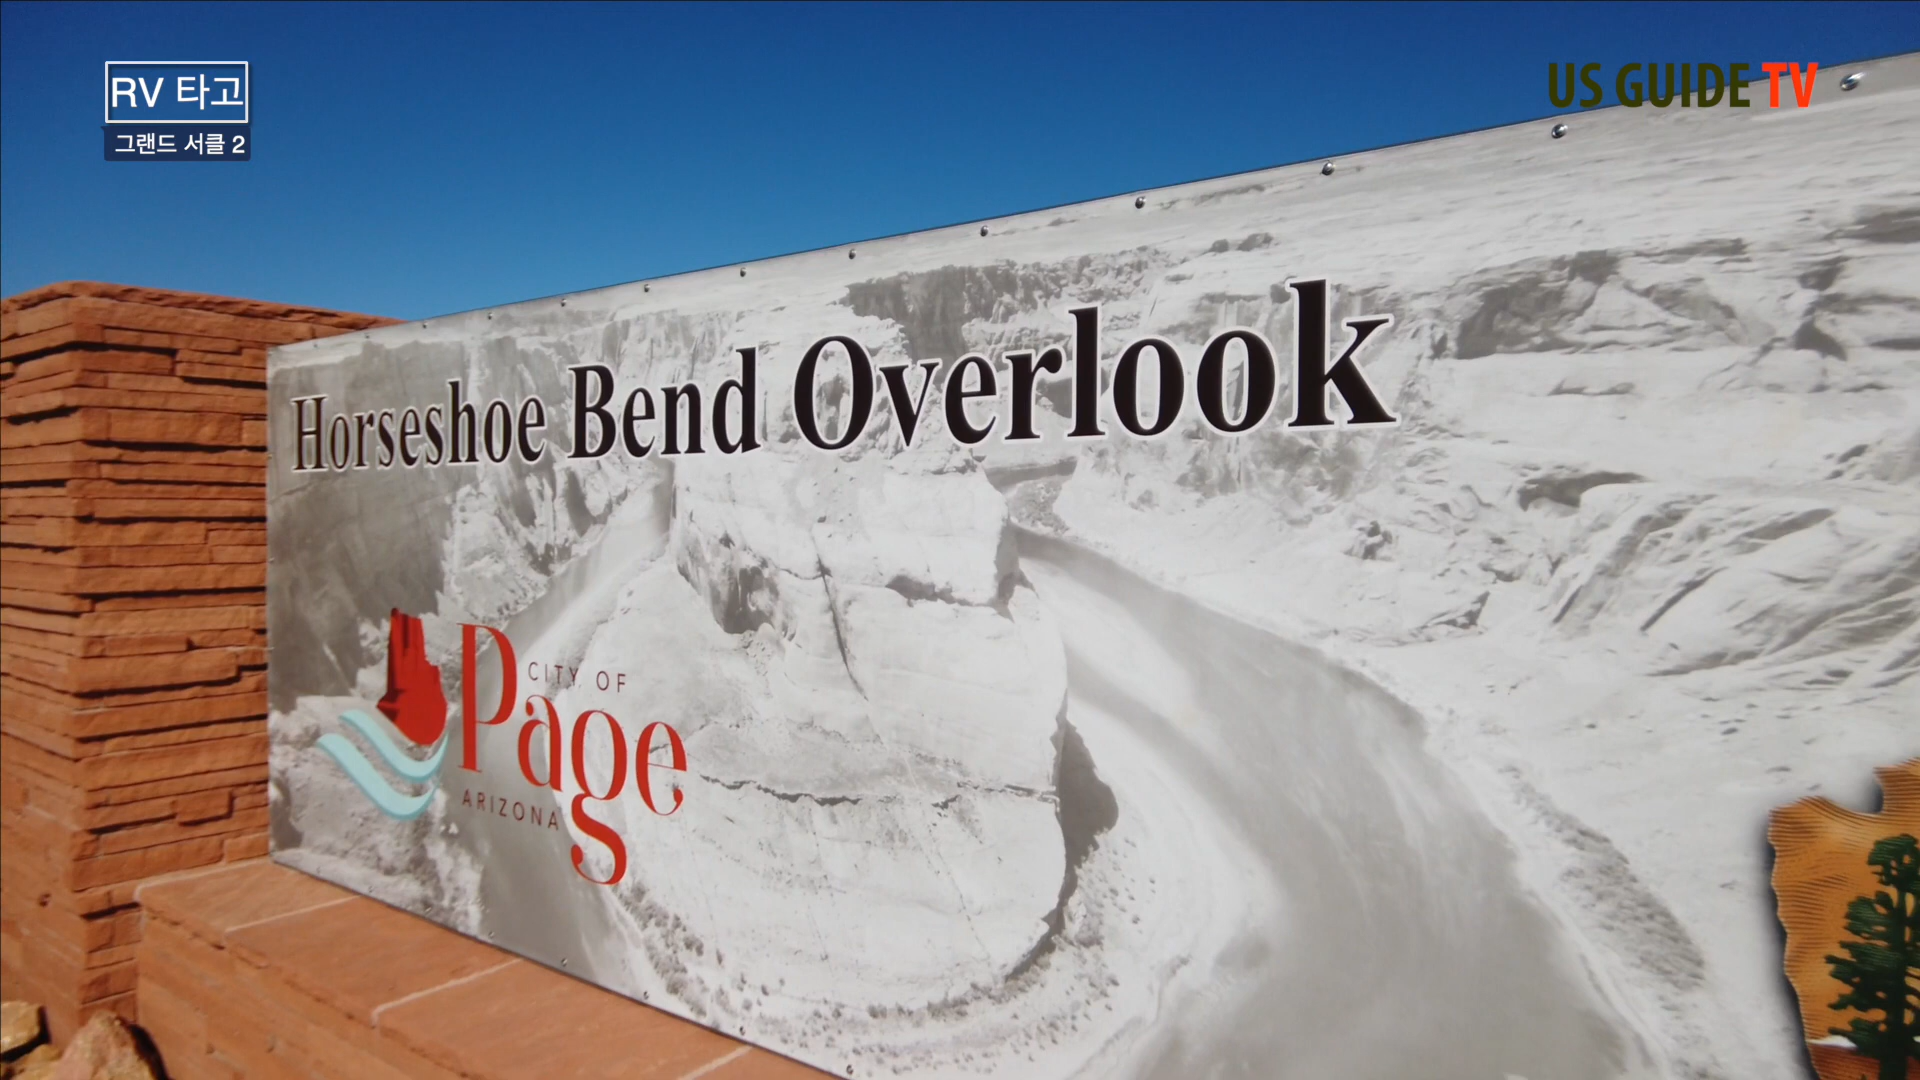 RV 타고
그랜드 서클 2
US GUIDE TV
Horseshoe Bend Overlook
CITY OF
Page
ARIZONA